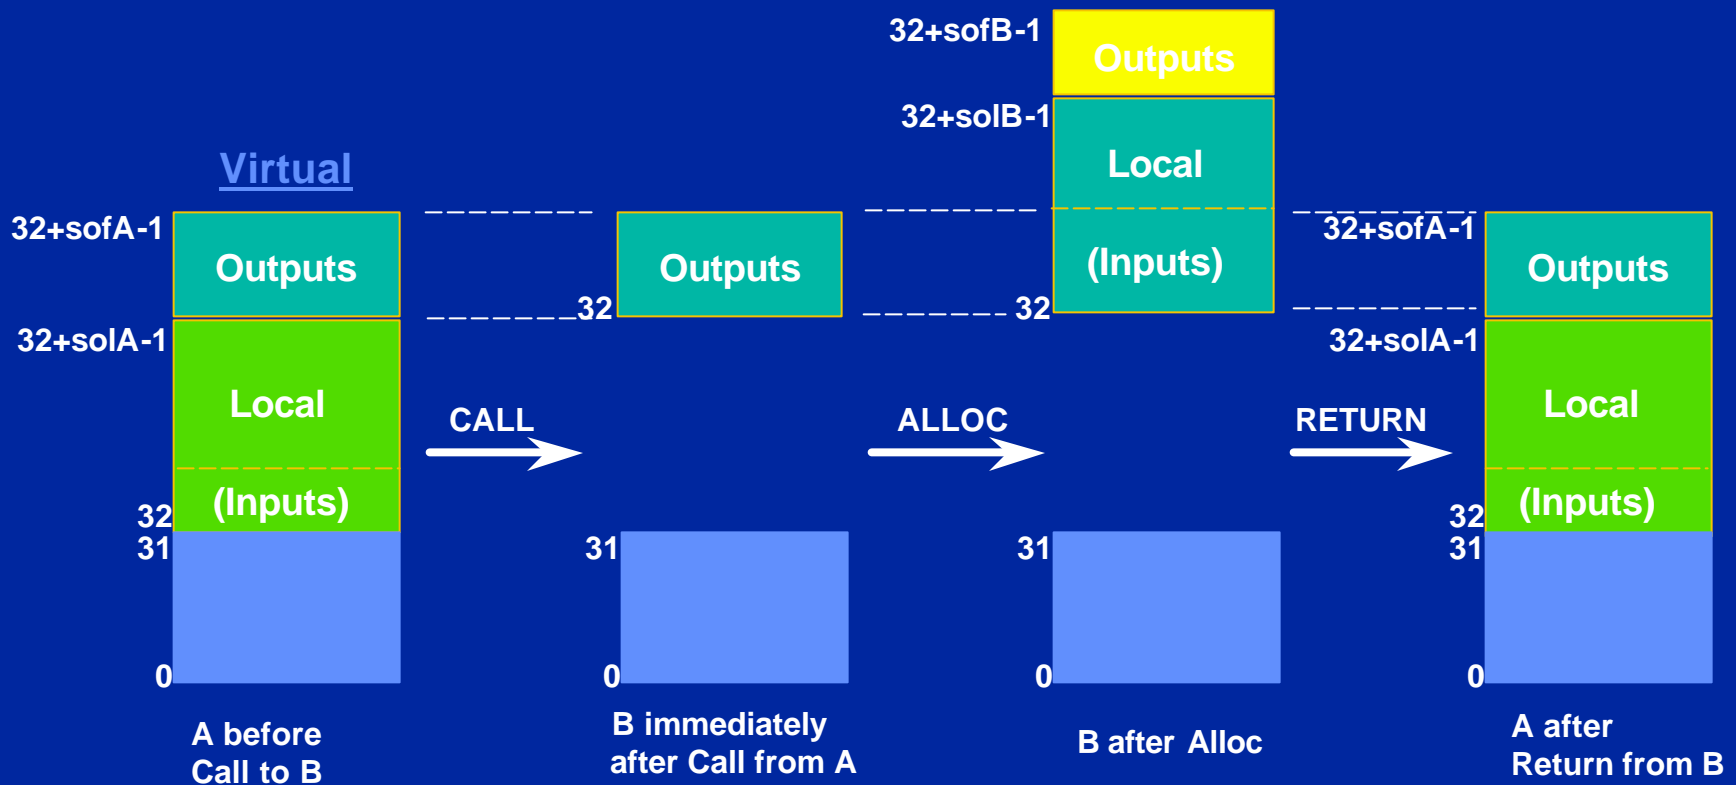 Virtual
32+sofA-1
Outputs
32+solA-1
Local
(Inputs)
32
31
0
A before
Call to B
CALL
Outputs
32
31
0
B immediately
after Call from A
ALLOC
32+sofB-1
Outputs
32+solB-1
Local
(Inputs)
32
31
0
B after Alloc
RETURN
32+sofA-1
Outputs
32+solA-1
Local
(Inputs)
32
31
0
A after
Return from B